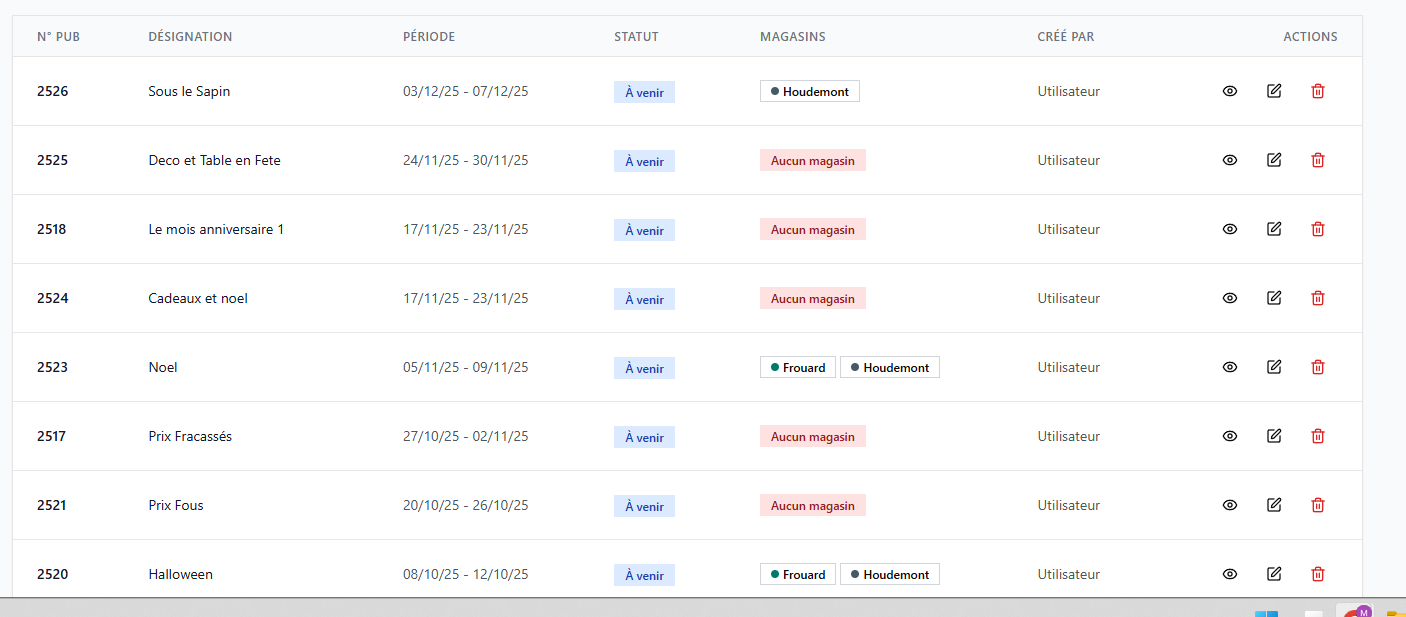 N° PUB DÉSIGNATION PÉRIODE STATUT MAGASINS CRÉÉ PAR ACTIONS
2526 Sous le Sapin 03/12/25 - 07/12/25 À venir Houdemont Utilisateur
2525 Deco et Table en Fete 24/11/25 - 30/11/25 À venir Aucun magasin Utilisateur
2518 Le mois anniversaire 1 17/11/25 - 23/11/25 À venir Aucun magasin Utilisateur
2524 Cadeaux et noel 17/11/25 - 23/11/25 À venir Aucun magasin Utilisateur
2523 Noel 05/11/25 - 09/11/25 À venir Frouard Houdemont Utilisateur
2517 Prix Fracassés 27/10/25 - 02/11/25 À venir Aucun magasin Utilisateur
2521 Prix Fous 20/10/25 - 26/10/25 À venir Aucun magasin Utilisateur
2520 Halloween 08/10/25 - 12/10/25 À venir Frouard Houdemont Utilisateur
M